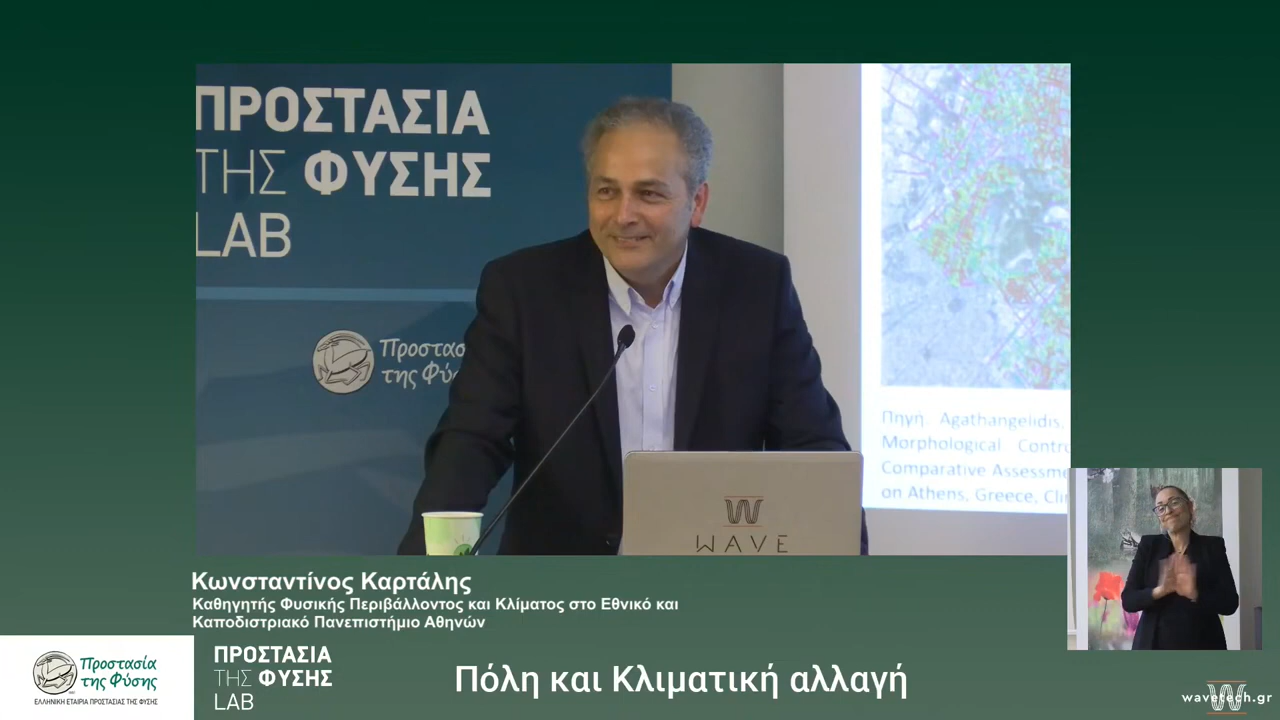 ΠΡΟΣΤΑΣΙΑ
ΤΗΣ ΦΥΣΗΣ
LAB
Προστασ
της Φύσ
Πηγή: Agathangelidis,
Morphological Contro
Comparative Assessme
on Athens, Greece, Cli
W
WAVE
Κωνσταντίνος Καρτάλης
Καθηγητής Φυσικής Περιβάλλοντος και Κλίματος στο Εθνικό και
Καποδιστριακό Πανεπιστήμιο Αθηνών
Προστασία
της Φύσης
ΕΛΛΗΝΙΚΗ ΕΤΑΙΡΙΑ ΠΡΟΣΤΑΣΙΑΣ ΤΗΣ ΦΥΣΗΣ
ΠΡΟΣΤΑΣΙΑ
ΤΗΣ ΦΥΣΗΣ
LAB
Πόλη και Κλιματική αλλαγή
wavetech.gr